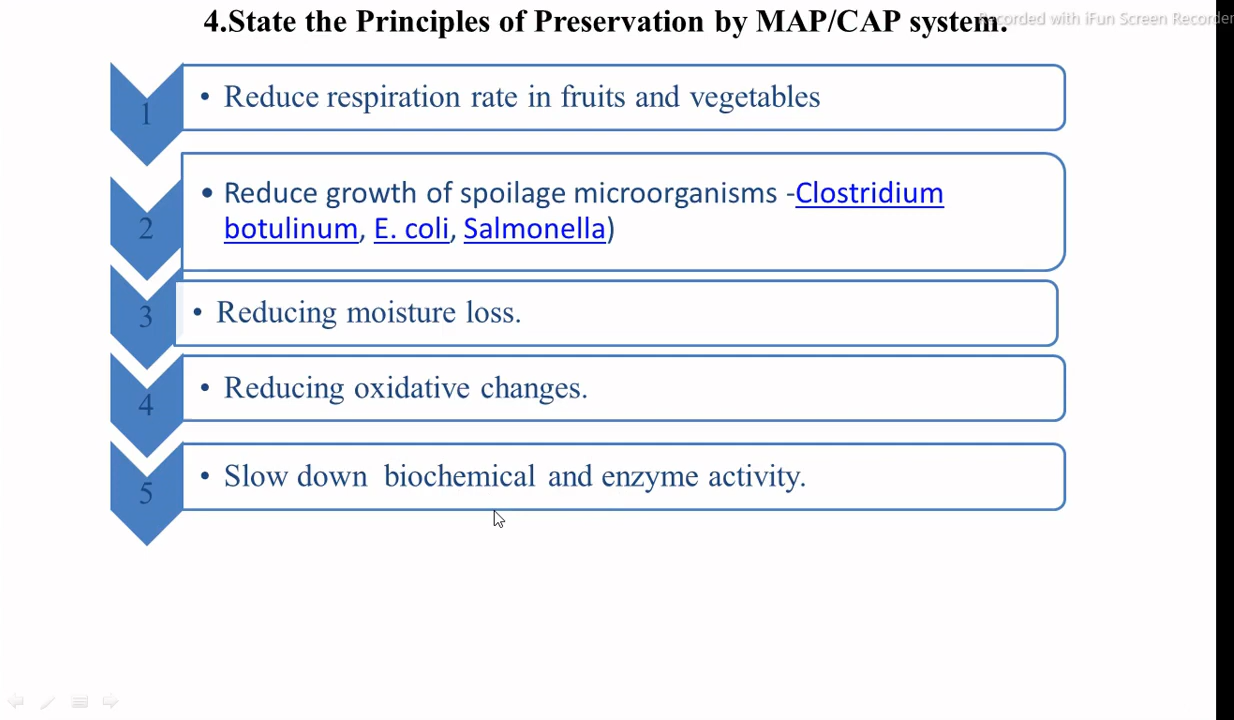 4.State the Principles of Preservation by MAP/CAP system.
Recorded with iFun Screen Recorder
1
• Reduce respiration rate in fruits and vegetables
2
• Reduce growth of spoilage microorganisms -Clostridium
botulinum, E. coli, Salmonella)
3
• Reducing moisture loss.
4
• Reducing oxidative changes.
5
• Slow down  biochemical and enzyme activity.